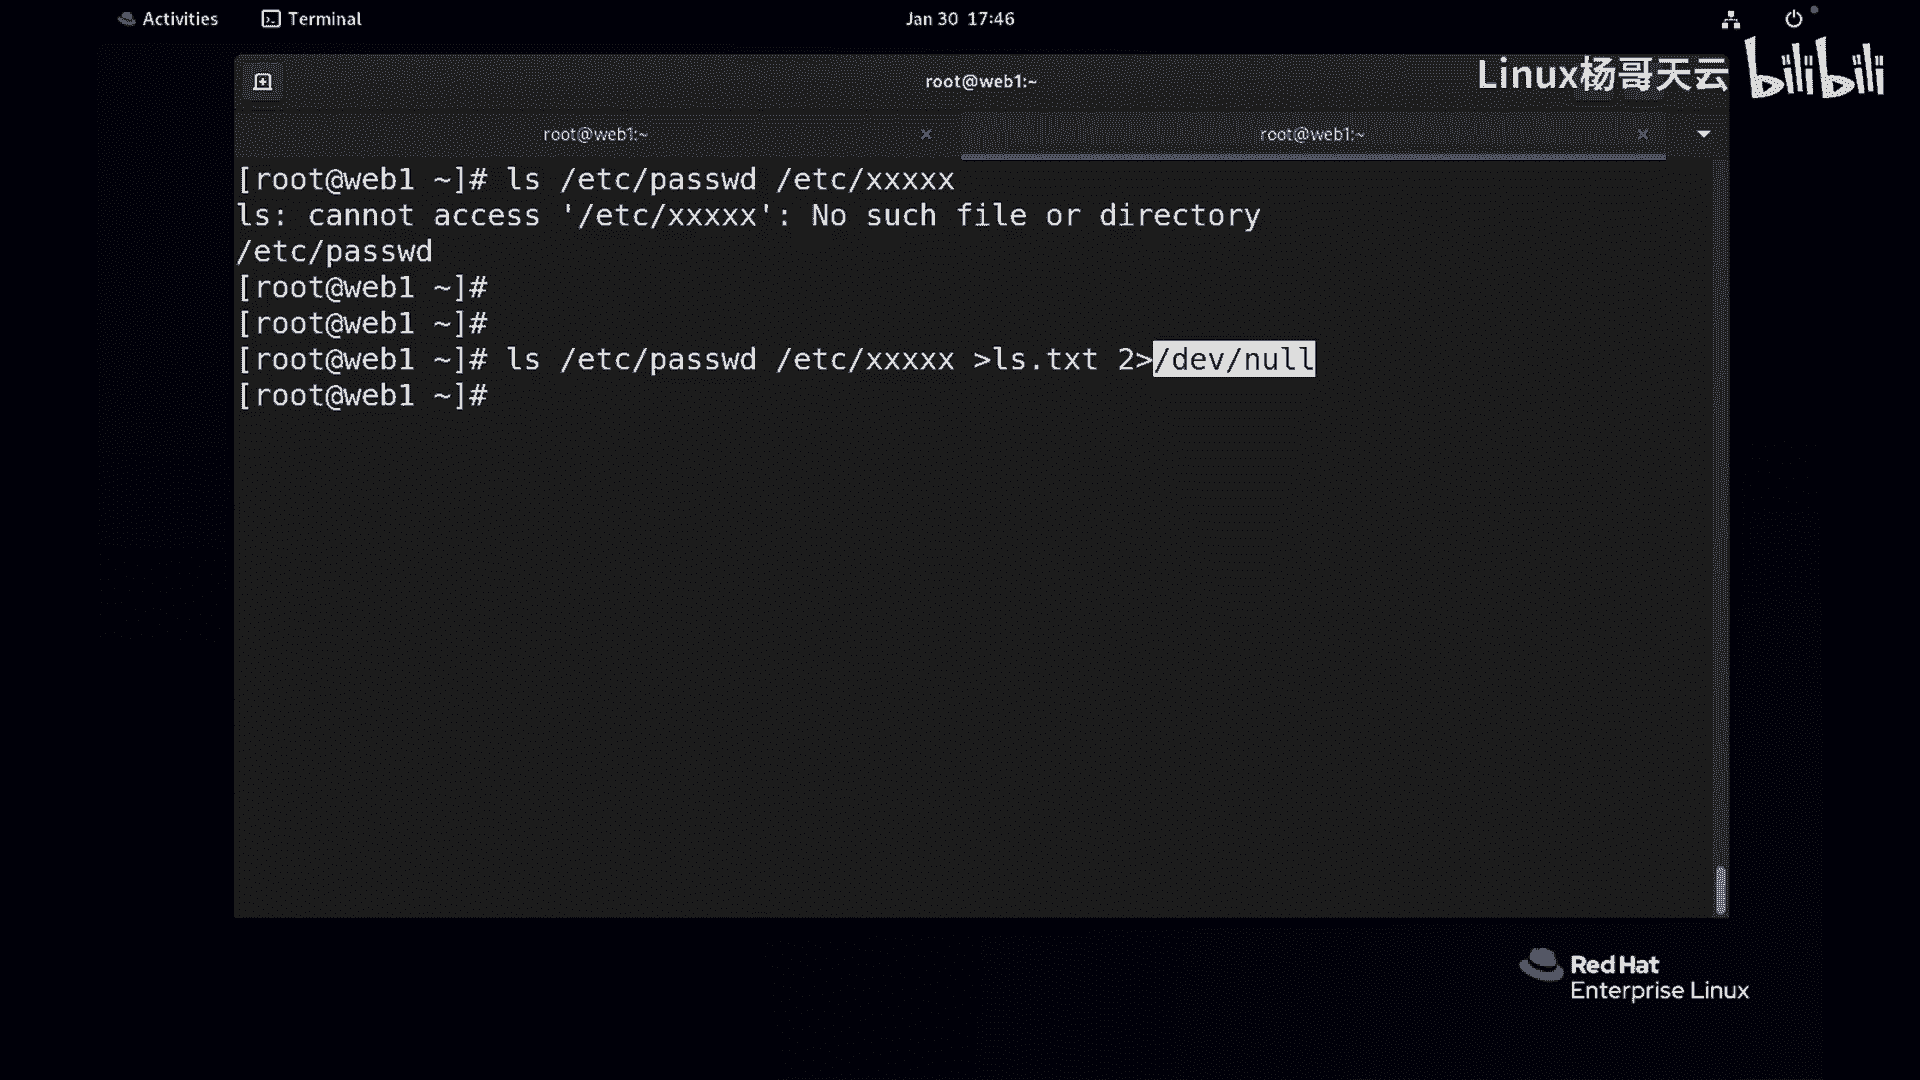 Activities Terminal Jan 30 17:46
Linux杨哥天云 bilibili
root@web1:~
root@web1:~ root@web1:~
[root@web1 ~]# ls /etc/passwd /etc/xxxxx
ls: cannot access '/etc/xxxxx': No such file or directory
/etc/passwd
[root@web1 ~]#
[root@web1 ~]#
[root@web1 ~]# ls /etc/passwd /etc/xxxxx >ls.txt 2>/dev/null
[root@web1 ~]#
Red Hat
Enterprise Linux